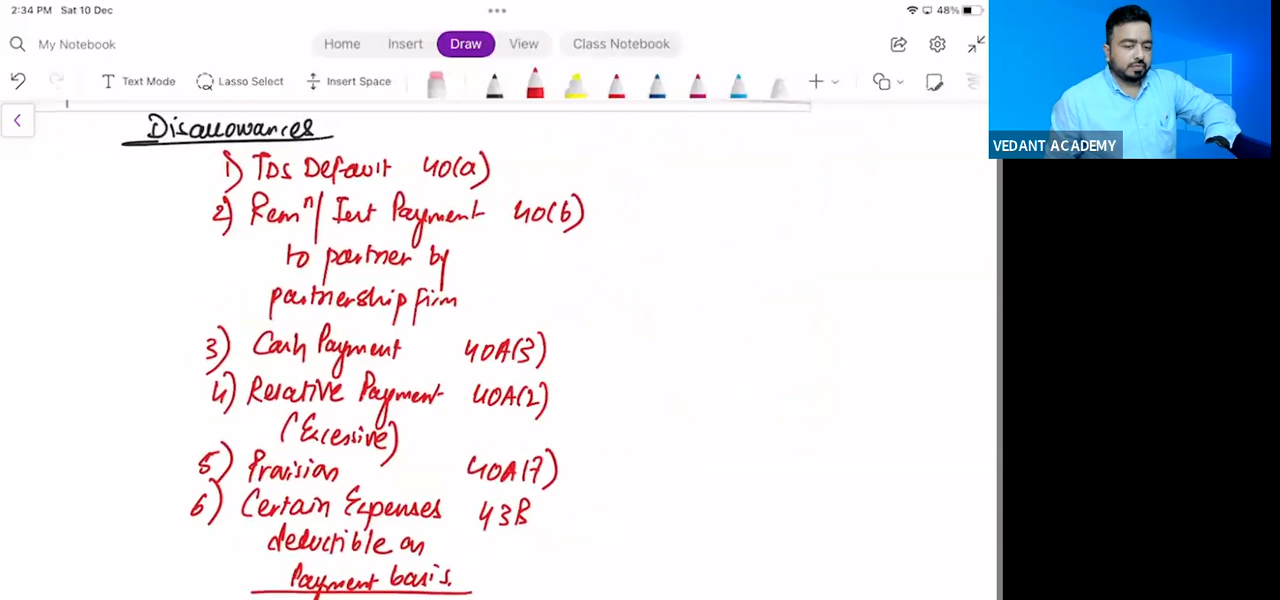 2:34 PM Sat 10 Dec
48%
My Notebook
Home Insert Draw View Class Notebook
Text Mode Lasso Select Insert Space
VEDANT ACADEMY
Disallowances
1) TDS Default 40(a)
2) Remⁿ/Int Payment 40(b)
to partner by
partnership firm
3) Cash Payment 40A(3)
4) Relative Payment 40A(2)
(Excessive)
5) Provision 40A(7)
6) Certain Expenses 43B
deductible on
Payment basis.